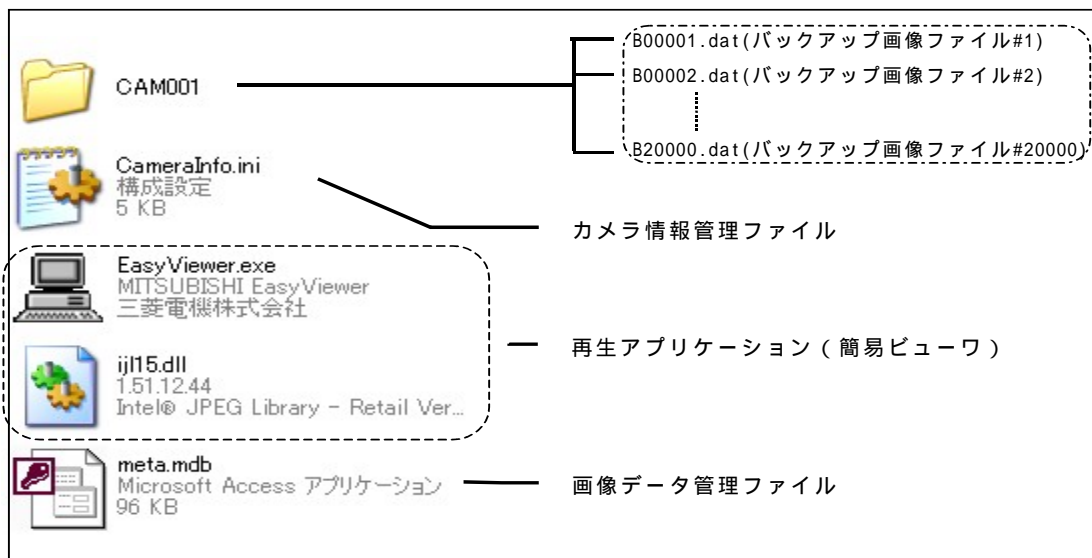 CAM001
B00001.dat(バックアップ画像ファイル#1)
B00002.dat(バックアップ画像ファイル#2)
B20000.dat(バックアップ画像ファイル#20000)
CameraInfo.ini
構成設定
5 KB
カメラ情報管理ファイル
EasyViewer.exe
MITSUBISHI EasyViewer
三菱電機株式会社
ijl15.dll
1.51.12.44
Intel® JPEG Library - Retail Ver...
再生アプリケーション(簡易ビューワ)
meta.mdb
Microsoft Access アプリケーション
96 KB
画像データ管理ファイル